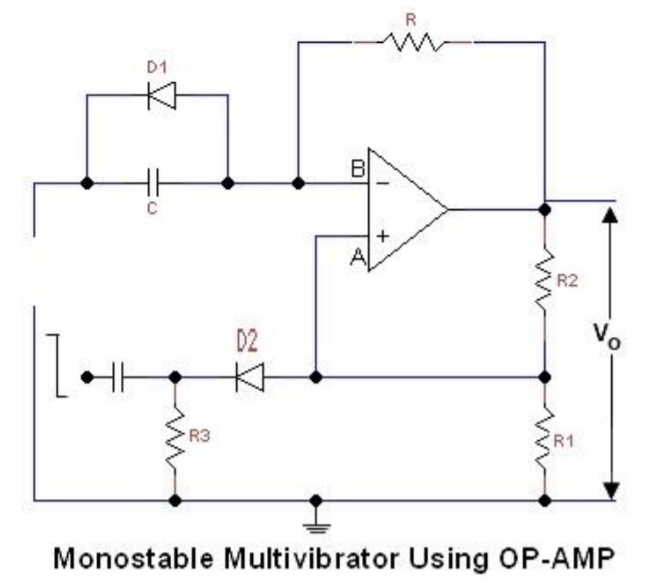 R
D1
C
B
−
+
A
R2
D2
Vo
R3
R1
Monostable Multivibrator Using OP-AMP